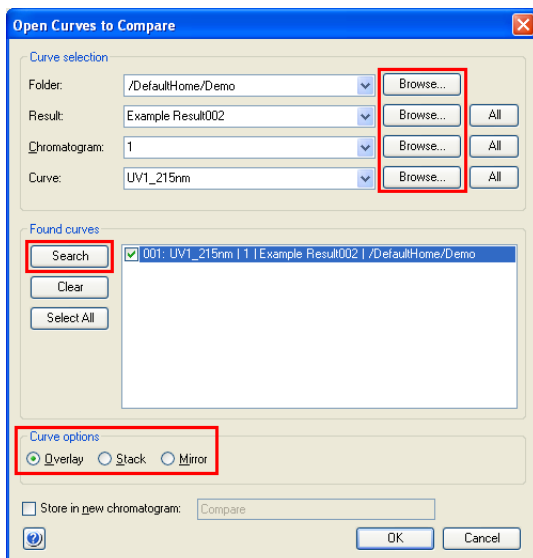 Open Curves to Compare
Curve selection
Folder: /DefaultHome/Demo Browse...
Result: Example Result002 Browse... All
Chromatogram: 1 Browse... All
Curve: UV1_215nm Browse... All
Found curves
Search 001: UV1_215nm | 1 | Example Result002 | /DefaultHome/Demo
Clear
Select All
Curve options
Overlay Stack Mirror
Store in new chromatogram: Compare
OK Cancel